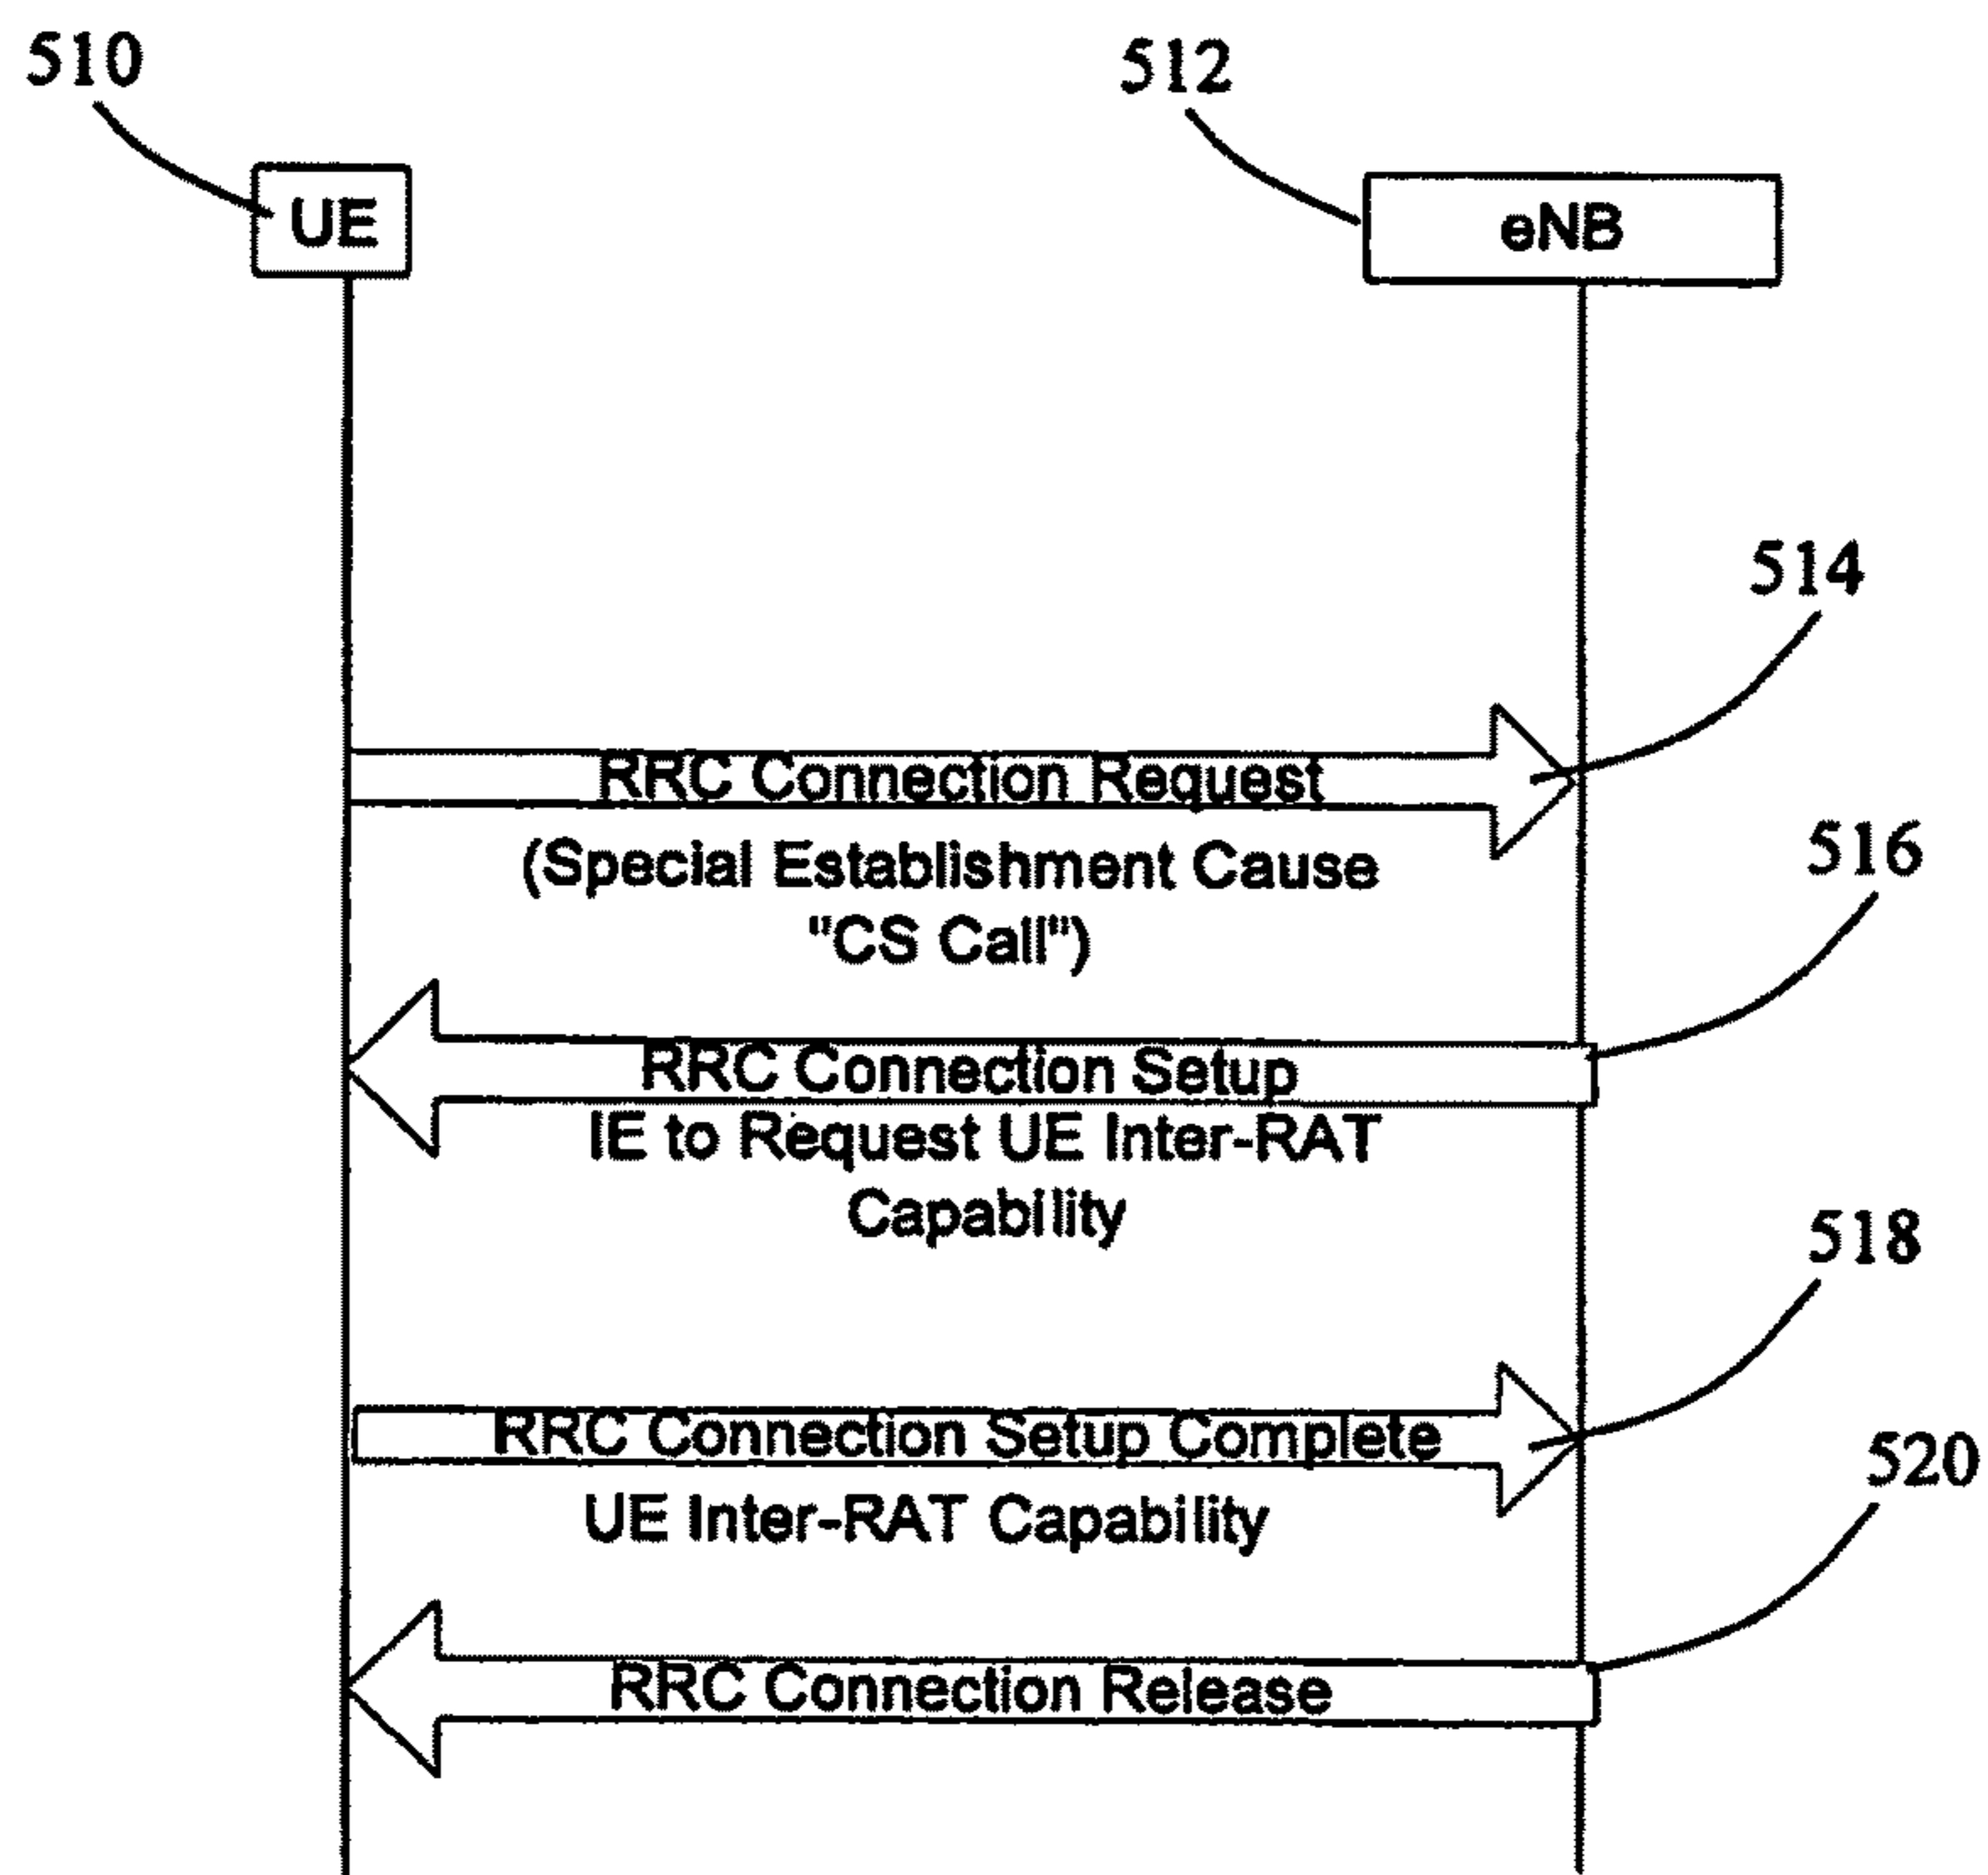 510
512
UE
eNB
514
RRC Connection Request
(Special Establishment Cause
"CS Call")
516
RRC Connection Setup
IE to Request UE Inter-RAT
Capability
518
RRC Connection Setup Complete
UE Inter-RAT Capability
520
RRC Connection Release